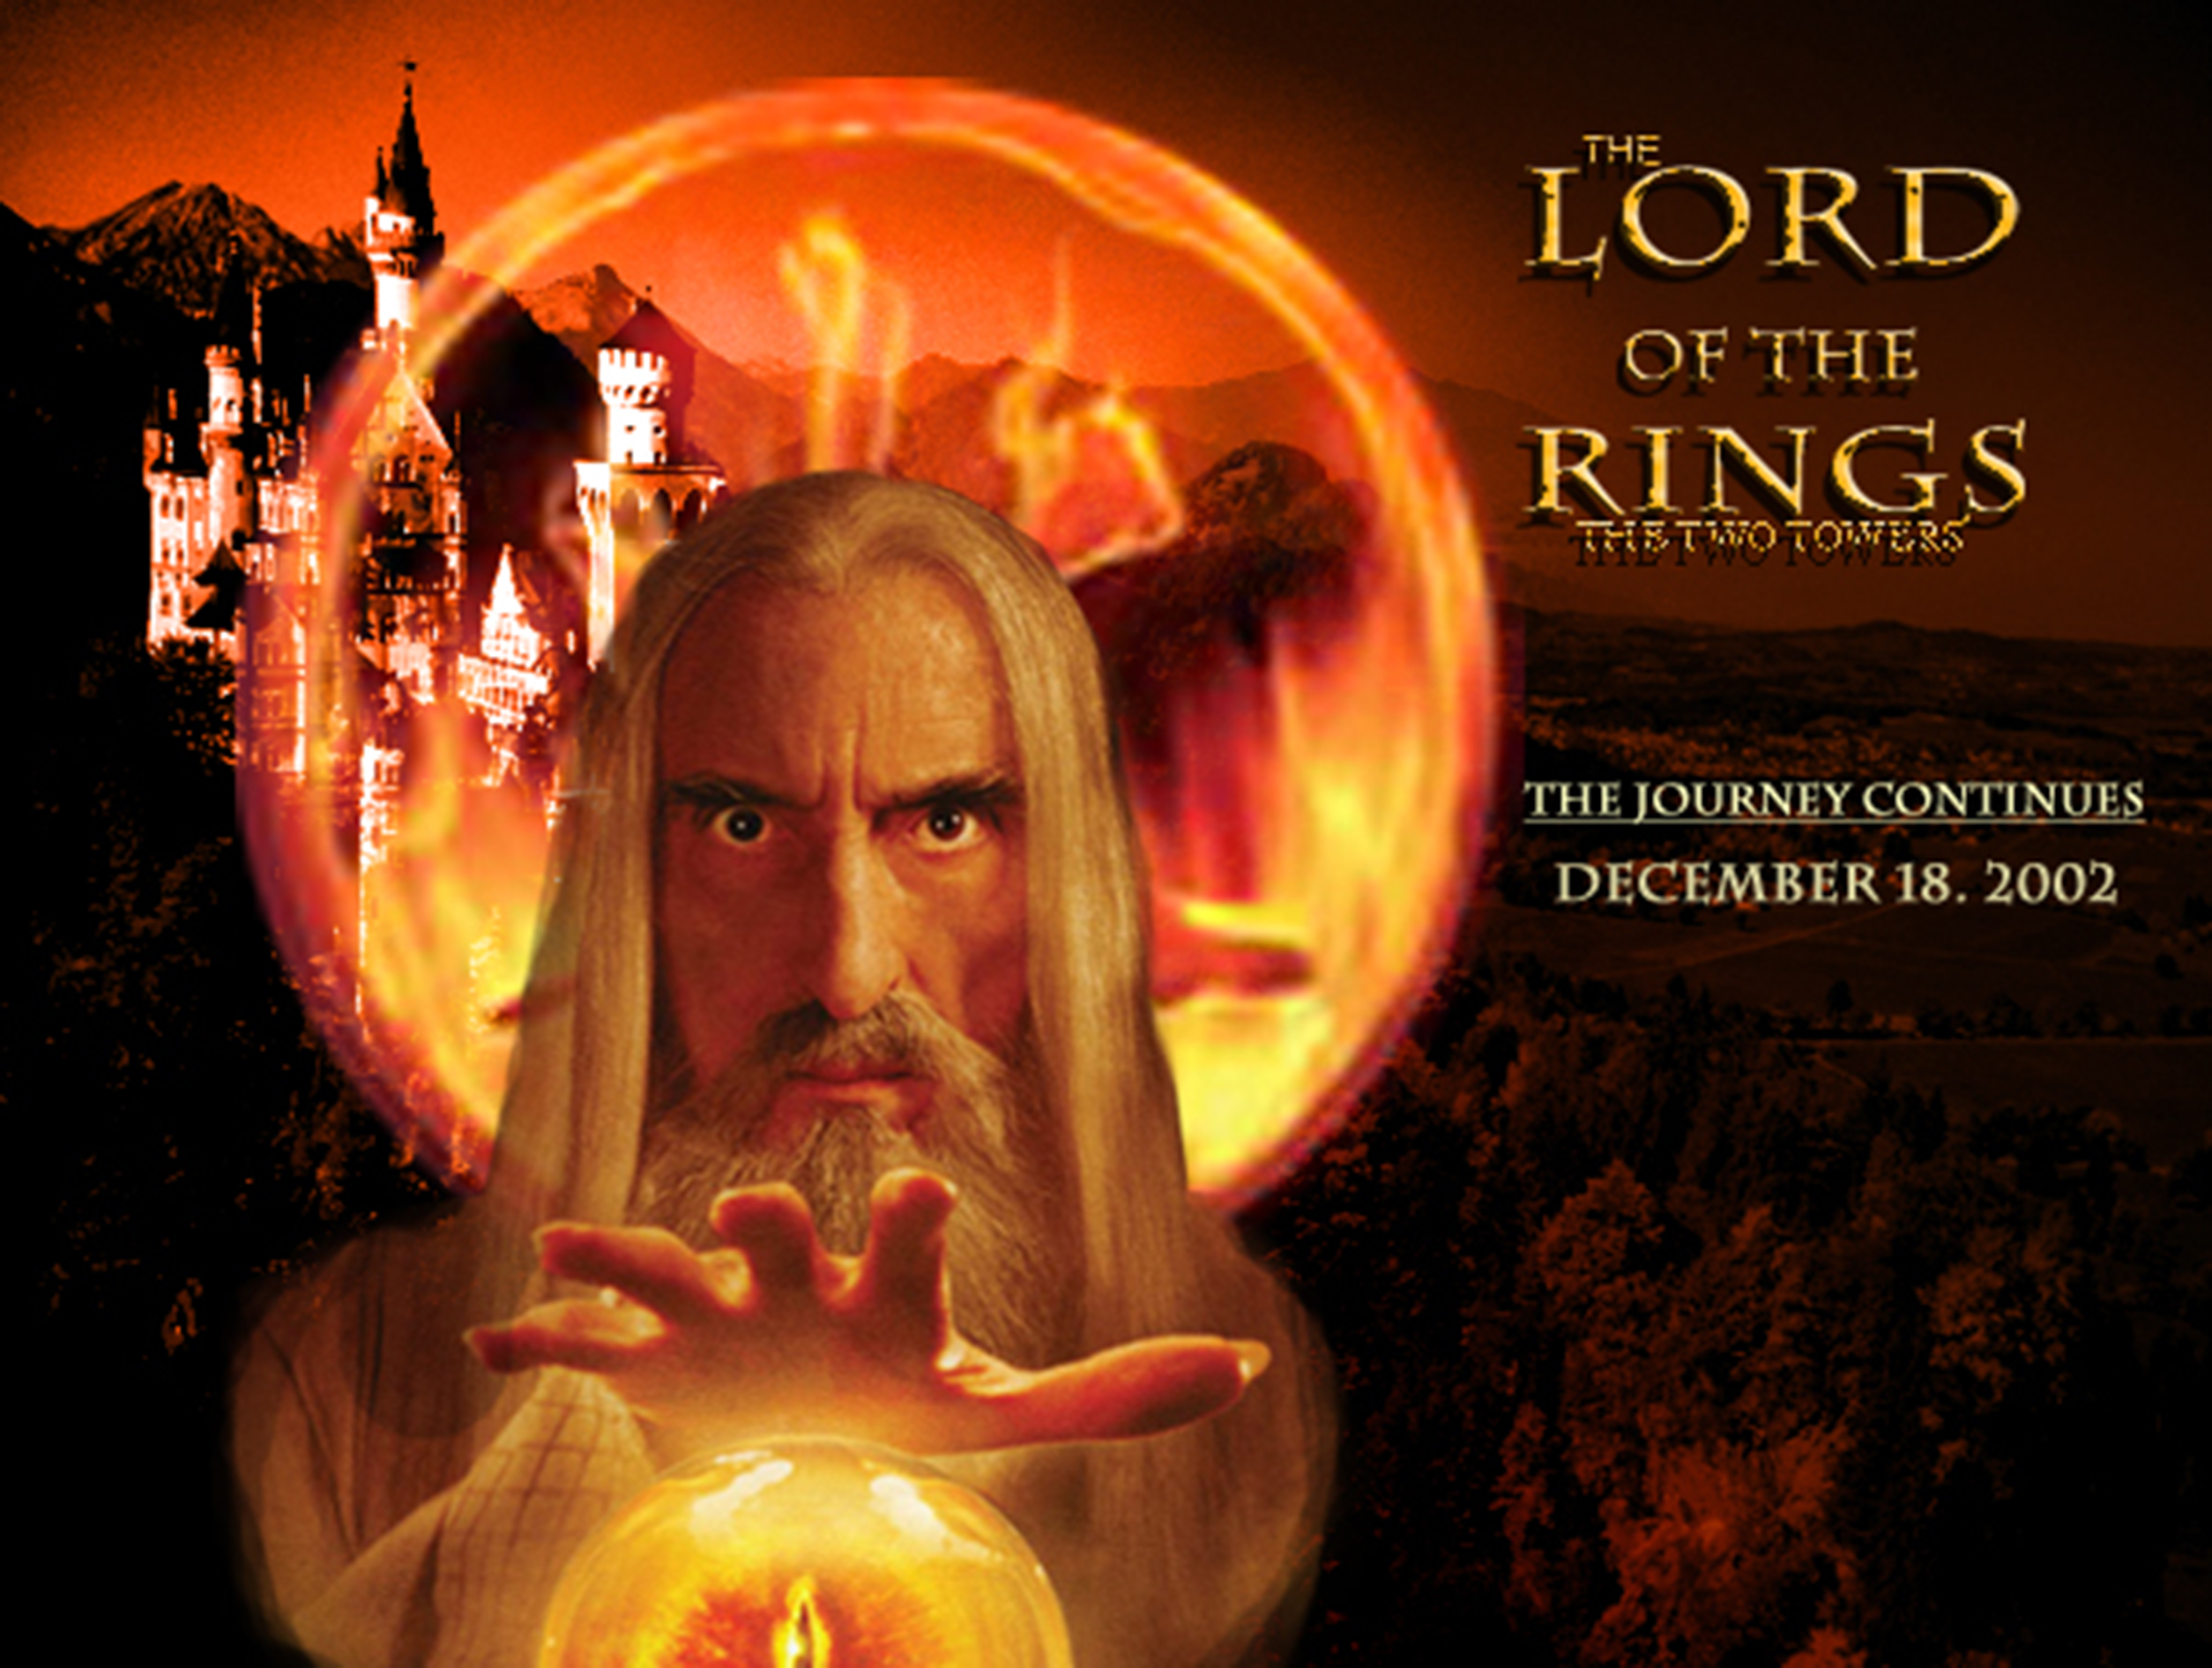 THE
LORD
OF THE
RINGS
THE TWO TOWERS
THE JOURNEY CONTINUES
DECEMBER 18. 2002